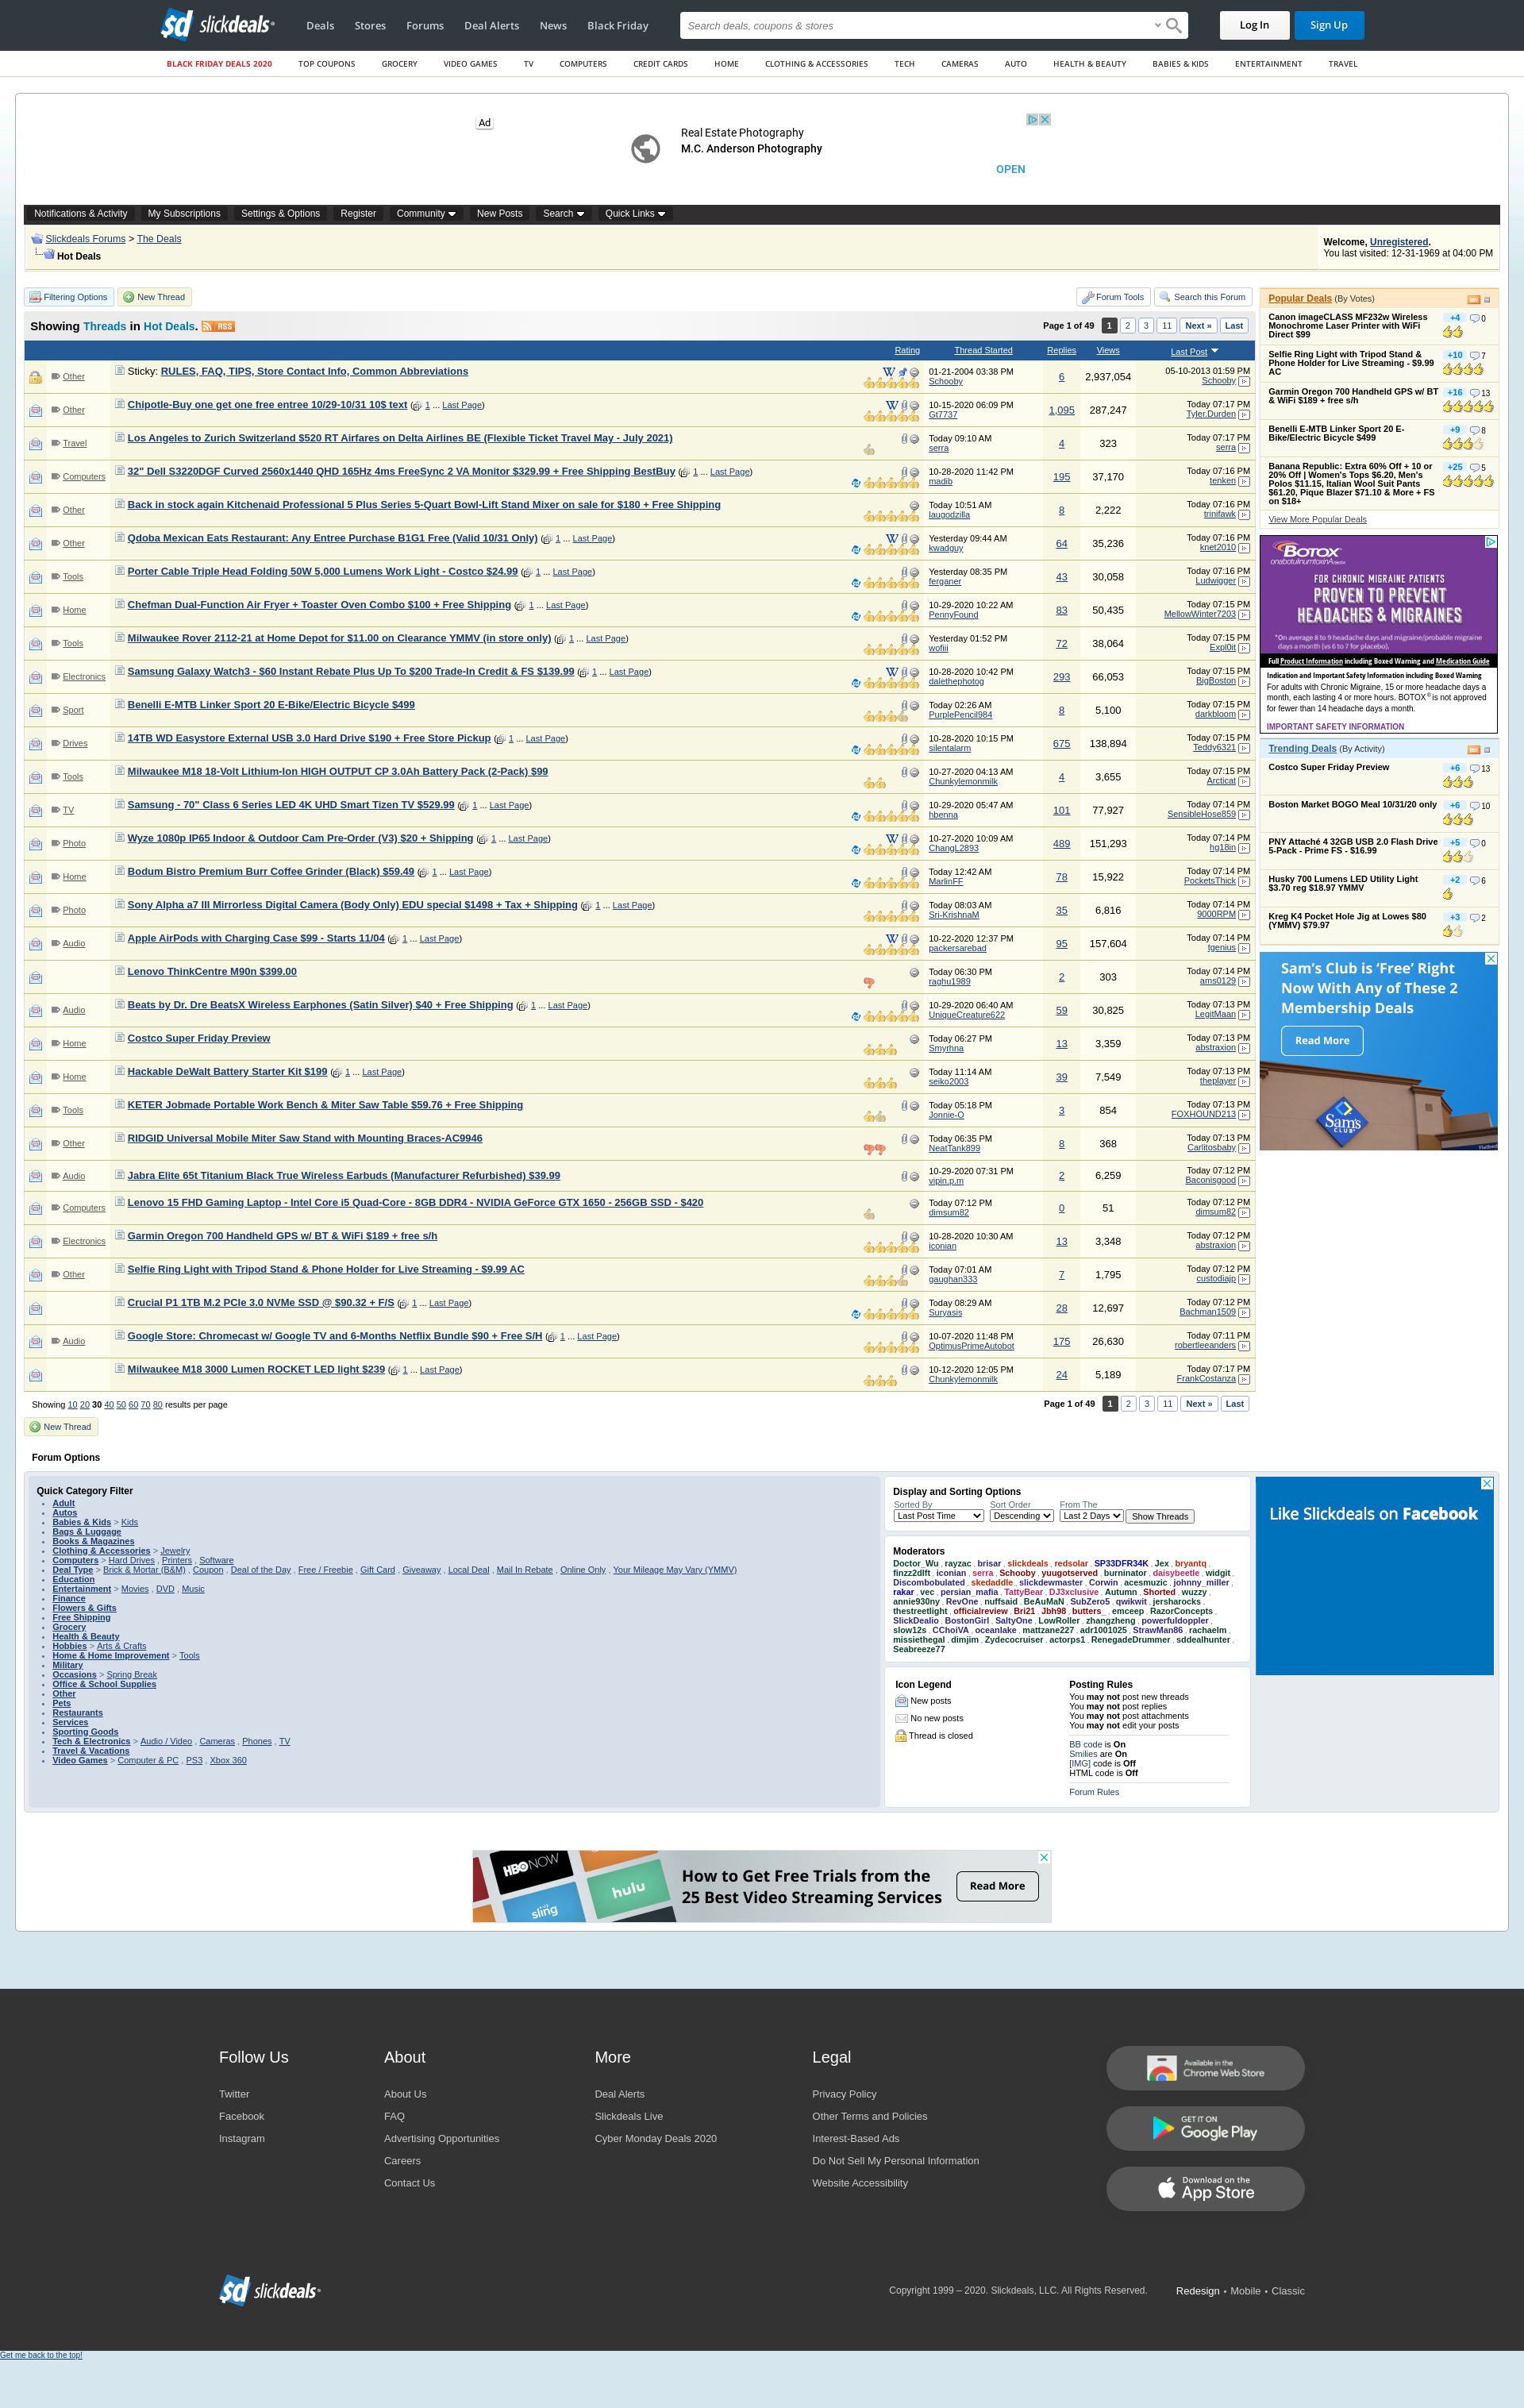 slickdeals
Deals Stores Forums Deal Alerts News Black Friday
Search deals, coupons & stores
Log In
Sign Up
BLACK FRIDAY DEALS 2020 TOP COUPONS GROCERY VIDEO GAMES TV COMPUTERS CREDIT CARDS HOME CLOTHING & ACCESSORIES TECH CAMERAS AUTO HEALTH & BEAUTY BABIES & KIDS ENTERTAINMENT TRAVEL
Ad
Real Estate Photography
M.C. Anderson Photography
OPEN
Notifications & Activity My Subscriptions Settings & Options Register Community New Posts Search Quick Links
Slickdeals Forums > The Deals
Hot Deals
Welcome, Unregistered.
You last visited: 12-31-1969 at 04:00 PM
Filtering Options New Thread
Forum Tools Search this Forum
Showing Threads in Hot Deals. RSS
Page 1 of 49 1 2 3 11 Next » Last
Rating Thread Started Replies Views Last Post
Other Sticky: RULES, FAQ, TIPS, Store Contact Info, Common Abbreviations 01-21-2004 03:38 PM Schooby 6 2,937,054 05-10-2013 01:59 PM Schooby
Other Chipotle-Buy one get one free entree 10/29-10/31 10$ text ( 1 ... Last Page) 10-15-2020 06:09 PM Gt7737 1,095 287,247 Today 07:17 PM Tyler.Durden
Travel Los Angeles to Zurich Switzerland $520 RT Airfares on Delta Airlines BE (Flexible Ticket Travel May - July 2021) Today 09:10 AM serra 4 323 Today 07:17 PM serra
Computers 32" Dell S3220DGF Curved 2560x1440 QHD 165Hz 4ms FreeSync 2 VA Monitor $329.99 + Free Shipping BestBuy ( 1 ... Last Page) 10-28-2020 11:42 PM madib 195 37,170 Today 07:16 PM tenken
Other Back in stock again Kitchenaid Professional 5 Plus Series 5-Quart Bowl-Lift Stand Mixer on sale for $180 + Free Shipping Today 10:51 AM laugodzilla 8 2,222 Today 07:16 PM trinifawk
Other Qdoba Mexican Eats Restaurant: Any Entree Purchase B1G1 Free (Valid 10/31 Only) ( 1 ... Last Page) Yesterday 09:44 AM kwadguy 64 35,236 Today 07:16 PM knet2010
Tools Porter Cable Triple Head Folding 50W 5,000 Lumens Work Light - Costco $24.99 ( 1 ... Last Page) Yesterday 08:35 PM ferganer 43 30,058 Today 07:16 PM Ludwigger
Home Chefman Dual-Function Air Fryer + Toaster Oven Combo $100 + Free Shipping ( 1 ... Last Page) 10-29-2020 10:22 AM PennyFound 83 50,435 Today 07:15 PM MellowWinter7203
Tools Milwaukee Rover 2112-21 at Home Depot for $11.00 on Clearance YMMV (in store only) ( 1 ... Last Page) Yesterday 01:52 PM wofiii 72 38,064 Today 07:15 PM Expl0it
Electronics Samsung Galaxy Watch3 - $60 Instant Rebate Plus Up To $200 Trade-In Credit & FS $139.99 ( 1 ... Last Page) 10-28-2020 10:42 PM dalethephotog 293 66,053 Today 07:15 PM BigBoston
Sport Benelli E-MTB Linker Sport 20 E-Bike/Electric Bicycle $499 Today 02:26 AM PurplePencil984 8 5,100 Today 07:15 PM darkbloom
Drives 14TB WD Easystore External USB 3.0 Hard Drive $190 + Free Store Pickup ( 1 ... Last Page) 10-28-2020 10:15 PM silentalarm 675 138,894 Today 07:15 PM Teddy6321
Tools Milwaukee M18 18-Volt Lithium-Ion HIGH OUTPUT CP 3.0Ah Battery Pack (2-Pack) $99 10-27-2020 04:13 AM Chunkylemonmilk 4 3,655 Today 07:15 PM Arcticat
TV Samsung - 70" Class 6 Series LED 4K UHD Smart Tizen TV $529.99 ( 1 ... Last Page) 10-29-2020 05:47 AM hbenna 101 77,927 Today 07:14 PM SensibleHose859
Photo Wyze 1080p IP65 Indoor & Outdoor Cam Pre-Order (V3) $20 + Shipping ( 1 ... Last Page) 10-27-2020 10:09 AM ChangL2893 489 151,293 Today 07:14 PM hg18in
Home Bodum Bistro Premium Burr Coffee Grinder (Black) $59.49 ( 1 ... Last Page) Today 12:42 AM MarlinFF 78 15,922 Today 07:14 PM PocketsThick
Photo Sony Alpha a7 III Mirrorless Digital Camera (Body Only) EDU special $1498 + Tax + Shipping ( 1 ... Last Page) Today 08:03 AM Sri-KrishnaM 35 6,816 Today 07:14 PM 9000RPM
Audio Apple AirPods with Charging Case $99 - Starts 11/04 ( 1 ... Last Page) 10-22-2020 12:37 PM packersarebad 95 157,604 Today 07:14 PM tgenius
Lenovo ThinkCentre M90n $399.00 Today 06:30 PM raghu1989 2 303 Today 07:14 PM ams0129
Audio Beats by Dr. Dre BeatsX Wireless Earphones (Satin Silver) $40 + Free Shipping ( 1 ... Last Page) 10-29-2020 06:40 AM UniqueCreature622 59 30,825 Today 07:13 PM LegitMaan
Home Costco Super Friday Preview Today 06:27 PM Smyrhna 13 3,359 Today 07:13 PM abstraxion
Home Hackable DeWalt Battery Starter Kit $199 ( 1 ... Last Page) Today 11:14 AM seiko2003 39 7,549 Today 07:13 PM theplayer
Tools KETER Jobmade Portable Work Bench & Miter Saw Table $59.76 + Free Shipping Today 05:18 PM Jonnie-O 3 854 Today 07:13 PM FOXHOUND213
Other RIDGID Universal Mobile Miter Saw Stand with Mounting Braces-AC9946 Today 06:35 PM NeatTank899 8 368 Today 07:13 PM Carlitosbaby
Audio Jabra Elite 65t Titanium Black True Wireless Earbuds (Manufacturer Refurbished) $39.99 10-29-2020 07:31 PM vipin.p.m 2 6,259 Today 07:12 PM Baconisgood
Computers Lenovo 15 FHD Gaming Laptop - Intel Core i5 Quad-Core - 8GB DDR4 - NVIDIA GeForce GTX 1650 - 256GB SSD - $420 Today 07:12 PM dimsum82 0 51 Today 07:12 PM dimsum82
Electronics Garmin Oregon 700 Handheld GPS w/ BT & WiFi $189 + free s/h 10-28-2020 10:30 AM iconian 13 3,348 Today 07:12 PM abstraxion
Other Selfie Ring Light with Tripod Stand & Phone Holder for Live Streaming - $9.99 AC Today 07:01 AM gaughan333 7 1,795 Today 07:12 PM custodiajp
Crucial P1 1TB M.2 PCIe 3.0 NVMe SSD @ $90.32 + F/S ( 1 ... Last Page) Today 08:29 AM Suryasis 28 12,697 Today 07:12 PM Bachman1509
Audio Google Store: Chromecast w/ Google TV and 6-Months Netflix Bundle $90 + Free S/H ( 1 ... Last Page) 10-07-2020 11:48 PM OptimusPrimeAutobot 175 26,630 Today 07:11 PM robertleeanders
Milwaukee M18 3000 Lumen ROCKET LED light $239 ( 1 ... Last Page) 10-12-2020 12:05 PM Chunkylemonmilk 24 5,189 Today 07:17 PM FrankCostanza
Showing 10 20 30 40 50 60 70 80 results per page
Page 1 of 49 1 2 3 11 Next » Last
New Thread
Popular Deals (By Votes)
Canon imageCLASS MF232w Wireless Monochrome Laser Printer with WiFi Direct $99 +4 0
Selfie Ring Light with Tripod Stand & Phone Holder for Live Streaming - $9.99 AC +10 7
Garmin Oregon 700 Handheld GPS w/ BT & WiFi $189 + free s/h +16 13
Benelli E-MTB Linker Sport 20 E-Bike/Electric Bicycle $499 +9 8
Banana Republic: Extra 60% Off + 10 or 20% Off | Women's Tops $6.20, Men's Polos $11.15, Italian Wool Suit Pants $61.20, Pique Blazer $71.10 & More + FS on $18+ +25 5
View More Popular Deals
BOTOX
onabotulinumtoxinA
FOR CHRONIC MIGRAINE PATIENTS
PROVEN TO PREVENT
HEADACHES & MIGRAINES
*On average 8 to 9 headache days and migraine/probable migraine days a month (vs 6 to 7 for placebo).
Full Product Information including Boxed Warning and Medication Guide
Indication and Important Safety Information including Boxed Warning
For adults with Chronic Migraine, 15 or more headache days a month, each lasting 4 or more hours. BOTOX® is not approved for fewer than 14 headache days a month.
IMPORTANT SAFETY INFORMATION
Trending Deals (By Activity)
Costco Super Friday Preview +6 13
Boston Market BOGO Meal 10/31/20 only +6 10
PNY Attaché 4 32GB USB 2.0 Flash Drive 5-Pack - Prime FS - $16.99 +5 0
Husky 700 Lumens LED Utility Light $3.70 reg $18.97 YMMV +2 6
Kreg K4 Pocket Hole Jig at Lowes $80 (YMMV) $79.97 +3 2
Sam's Club is 'Free' Right
Now With Any of These 2
Membership Deals
Read More
Sam's
CLUB
Forum Options
Quick Category Filter
Adult
Autos
Babies & Kids > Kids
Bags & Luggage
Books & Magazines
Clothing & Accessories > Jewelry
Computers > Hard Drives , Printers , Software
Deal Type > Brick & Mortar (B&M) , Coupon , Deal of the Day , Free / Freebie , Gift Card , Giveaway , Local Deal , Mail In Rebate , Online Only , Your Mileage May Vary (YMMV)
Education
Entertainment > Movies , DVD , Music
Finance
Flowers & Gifts
Free Shipping
Grocery
Health & Beauty
Hobbies > Arts & Crafts
Home & Home Improvement > Tools
Military
Occasions > Spring Break
Office & School Supplies
Other
Pets
Restaurants
Services
Sporting Goods
Tech & Electronics > Audio / Video , Cameras , Phones , TV
Travel & Vacations
Video Games > Computer & PC , PS3 , Xbox 360
Display and Sorting Options
Sorted By Sort Order From The
Last Post Time Descending Last 2 Days Show Threads
Moderators
Doctor_Wu , rayzac , brisar , slickdeals , redsolar , SP33DFR34K , Jex , bryantq ,
finzz2dlft , iconian , serra , Schooby , yuugotserved , burninator , daisybeetle , widgit ,
Discombobulated , skedaddle , slickdewmaster , Corwin , acesmuzic , johnny_miller ,
rakar , vec , persian_mafia , TattyBear , DJ3xclusive , Autumn , Shorted , wuzzy ,
annie930ny , RevOne , nuffsaid , BeAuMaN , SubZero5 , qwikwit , jersharocks ,
thestreetlight , officialreview , Bri21 , Jbh98 , butters_ , emceep , RazorConcepts ,
SlickDealio , BostonGirl , SaltyOne , LowRoller , zhangzheng , powerfuldoppler ,
slow12s , CChoiVA , oceanlake , mattzane227 , adr1001025 , StrawMan86 , rachaelm ,
missiethegal , dimjim , Zydecocruiser , actorps1 , RenegadeDrummer , sddealhunter ,
Seabreeze77
Icon Legend
New posts
No new posts
Thread is closed
Posting Rules
You may not post new threads
You may not post replies
You may not post attachments
You may not edit your posts
BB code is On
Smilies are On
[IMG] code is Off
HTML code is Off
Forum Rules
Like Slickdeals on Facebook
HBO NOW
sling
hulu
How to Get Free Trials from the
25 Best Video Streaming Services
Read More
Follow Us
Twitter
Facebook
Instagram
About
About Us
FAQ
Advertising Opportunities
Careers
Contact Us
More
Deal Alerts
Slickdeals Live
Cyber Monday Deals 2020
Legal
Privacy Policy
Other Terms and Policies
Interest-Based Ads
Do Not Sell My Personal Information
Website Accessibility
Available in the
Chrome Web Store
GET IT ON
Google Play
Download on the
App Store
slickdeals
Copyright 1999 – 2020. Slickdeals, LLC. All Rights Reserved.
Redesign • Mobile • Classic
Get me back to the top!